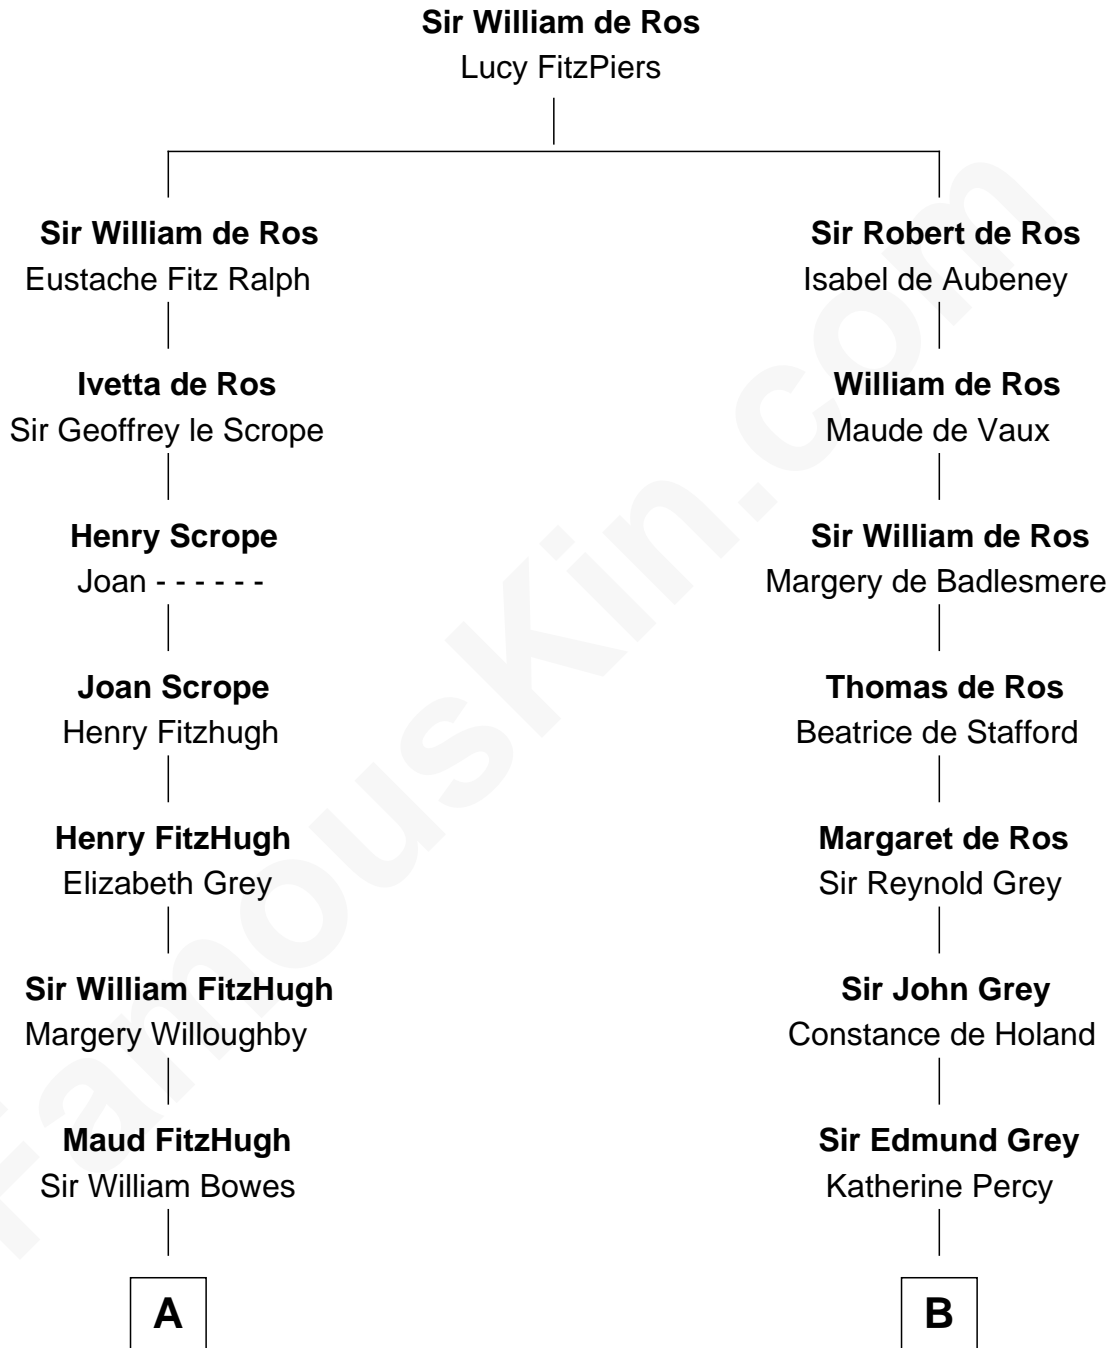 Sir William de Ros
Lucy FitzPiers
Sir William de Ros
Eustache Fitz Ralph
Sir Robert de Ros
Isabel de Aubeney
Ivetta de Ros
Sir Geoffrey le Scrope
William de Ros
Maude de Vaux
Henry Scrope
Joan - - - - - -
Sir William de Ros
Margery de Badlesmere
Joan Scrope
Henry Fitzhugh
Thomas de Ros
Beatrice de Stafford
Henry FitzHugh
Elizabeth Grey
Margaret de Ros
Sir Reynold Grey
Sir William FitzHugh
Margery Willoughby
Sir John Grey
Constance de Holand
Maud FitzHugh
Sir William Bowes
Sir Edmund Grey
Katherine Percy
A
B
FamousKin.com